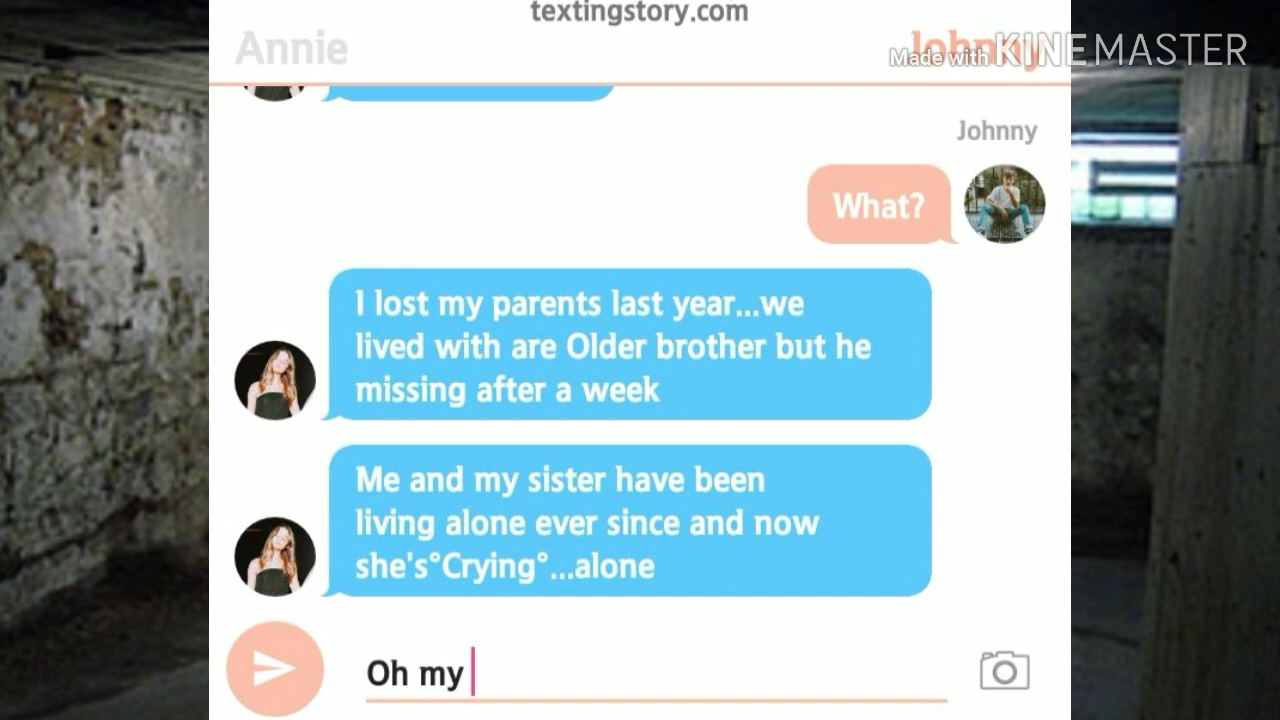 textingstory.com
Annie
Johnny
Made with KINEMASTER
Johnny
What?
I lost my parents last year...we
lived with are Older brother but he
missing after a week
Me and my sister have been
living alone ever since and now
she's°Crying°...alone
Oh my